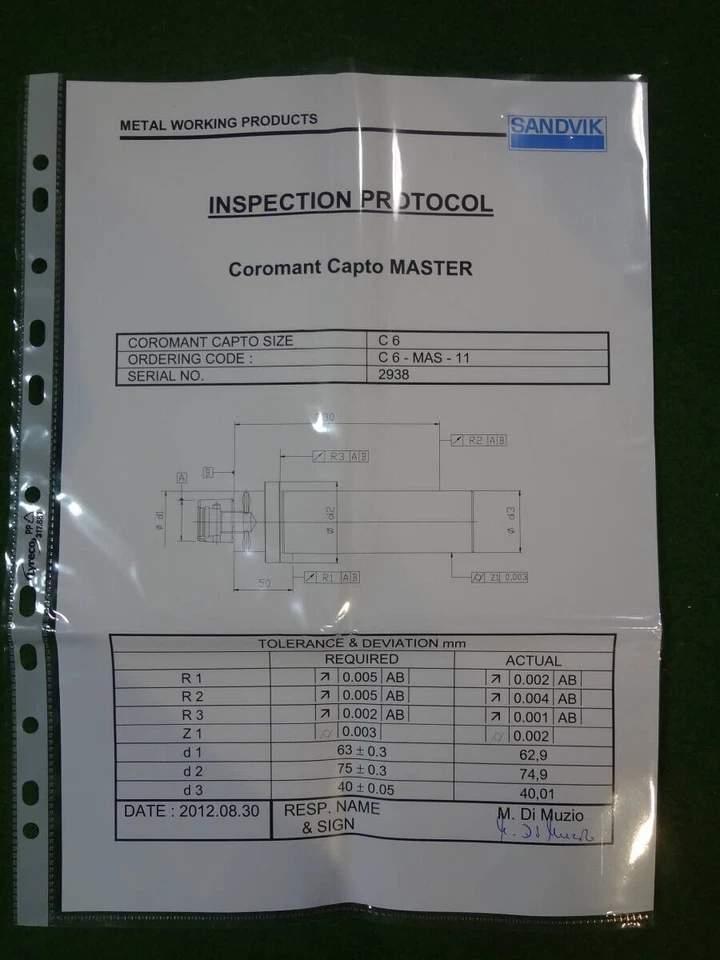 METAL WORKING PRODUCTS
SANDVIK
INSPECTION PROTOCOL
Coromant Capto MASTER
COROMANT CAPTO SIZE C 6
ORDERING CODE : C 6 - MAS - 11
SERIAL NO. 2938
R2 A B
R3 A B
B
A
ø d1
ø d2
ø d3
R1 A B
Z1 0.003
50
TOLERANCE & DEVIATION mm
REQUIRED ACTUAL
R 1 ↗ 0.005 AB ↗ 0.002 AB
R 2 ↗ 0.005 AB ↗ 0.004 AB
R 3 ↗ 0.002 AB ↗ 0.001 AB
Z 1 ⌭ 0.003 ⌭ 0.002
d 1 63 ± 0.3 62,9
d 2 75 ± 0.3 74,9
d 3 40 ± 0.05 40,01
DATE : 2012.08.30 RESP. NAME & SIGN M. Di Muzio
M. Di Muzio
Lyreco
PP